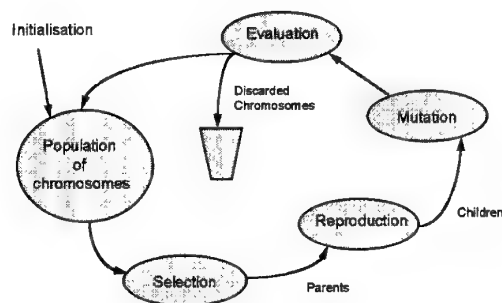 Initialisation
Evaluation
Discarded
Chromosomes
Mutation
Population
of
chromosomes
Reproduction
Children
Selection
Parents